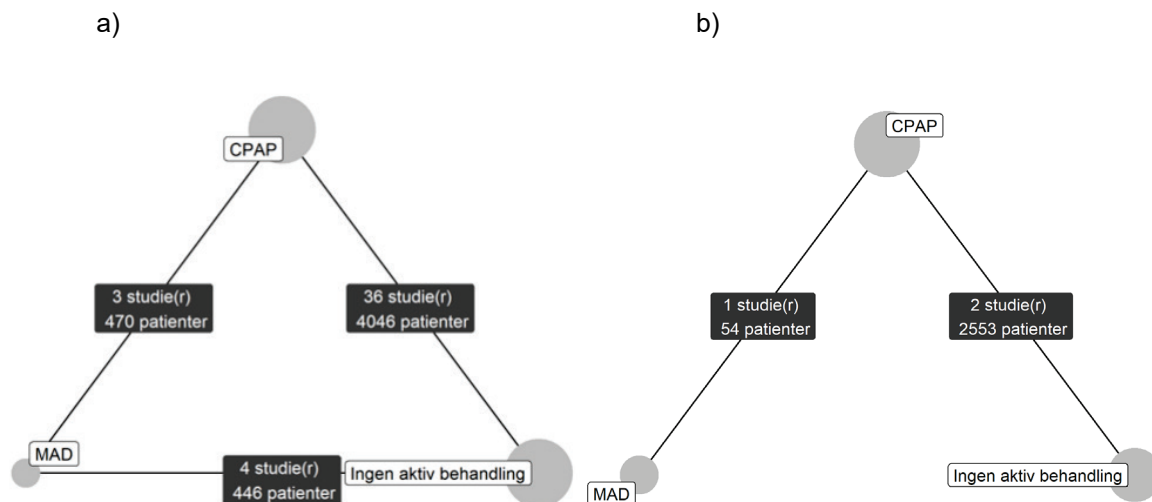 a)
CPAP
3 studie(r)
470 patienter
36 studie(r)
4046 patienter
MAD
4 studie(r)
446 patienter
Ingen aktiv behandling
b)
CPAP
1 studie(r)
54 patienter
2 studie(r)
2553 patienter
MAD
Ingen aktiv behandling